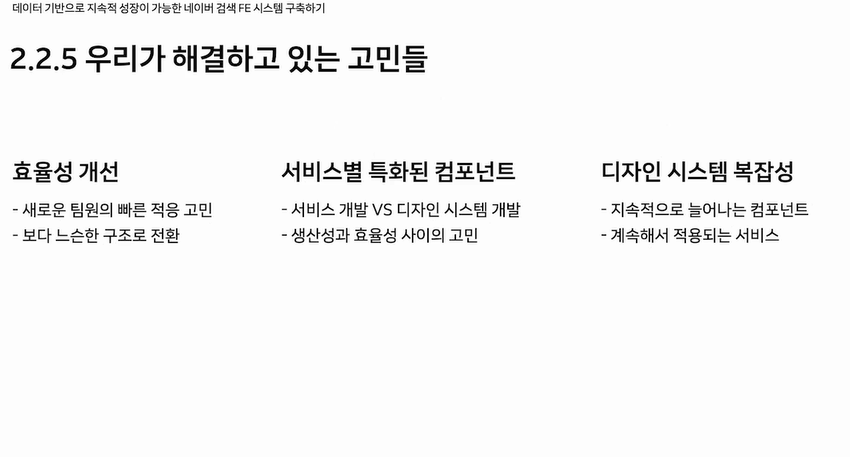 데이터 기반으로 지속적 성장이 가능한 네이버 검색 FE 시스템 구축하기
2.2.5 우리가 해결하고 있는 고민들
효율성 개선
- 새로운 팀원의 빠른 적응 고민
- 보다 느슨한 구조로 전환
서비스별 특화된 컴포넌트
- 서비스 개발 VS 디자인 시스템 개발
- 생산성과 효율성 사이의 고민
디자인 시스템 복잡성
- 지속적으로 늘어나는 컴포넌트
- 계속해서 적용되는 서비스